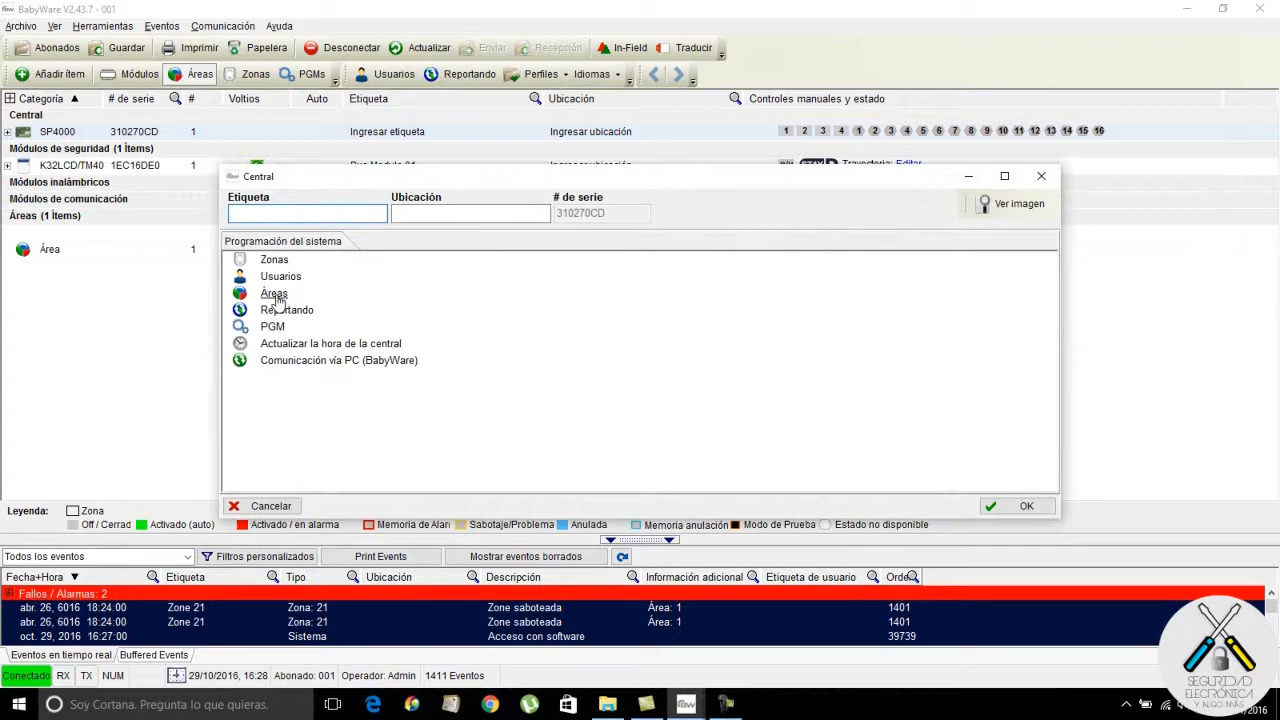 BabyWare V2.43.7 - 001
Archivo Ver Herramientas Eventos Comunicación Ayuda
Abonados Guardar Imprimir Papelera Desconectar Actualizar Enviar Recepción In-Field Traducir
Añadir ítem Módulos Áreas Zonas PGMs Usuarios Reportando Perfiles Idiomas
Categoría # de serie # Voltios Auto Etiqueta Ubicación Controles manuales y estado
Central
SP4000 310270CD 1 Ingresar etiqueta Ingresar ubicación 1 2 3 4 1 2 3 4 5 6 7 8 9 10 11 12 13 14 15 16
Módulos de seguridad (1 Ítems)
K32LCD/TM40 1EC16DE0 1 Trayectoria: Editar
Módulos inalámbricos
Módulos de comunicación
Áreas (1 Ítems)
Área 1
Central
Etiqueta Ubicación # de serie
310270CD
Ver imagen
Programación del sistema
Zonas
Usuarios
Áreas
Reportando
PGM
Actualizar la hora de la central
Comunicación vía PC (BabyWare)
Cancelar OK
Leyenda: Zona
Off / Cerrad Activado (auto) Activado / en alarma Memoria de Alari Sabotaje/Problema Anulada Memoria anulación Modo de Prueba Estado no disponible
Todos los eventos Filtros personalizados Print Events Mostrar eventos borrados
Fecha+Hora Etiqueta Tipo Ubicación Descripción Información adicional Etiqueta de usuario Orde
Fallos / Alarmas: 2
abr. 26, 6016 18:24:00 Zone 21 Zona: 21 Zone saboteada Área: 1 1401
abr. 26, 6016 18:24:00 Zone 21 Zona: 21 Zone saboteada Área: 1 1401
oct. 29, 2016 16:27:00 Sistema Acceso con software 39739
Eventos en tiempo real Buffered Events
Conectado RX TX NUM 29/10/2016, 16:28 Abonado: 001 Operador: Admin 1411 Eventos
Soy Cortana. Pregunta lo que quieras.
SEGURIDAD
ELECTRÓNICA
Y ALGO MÁS